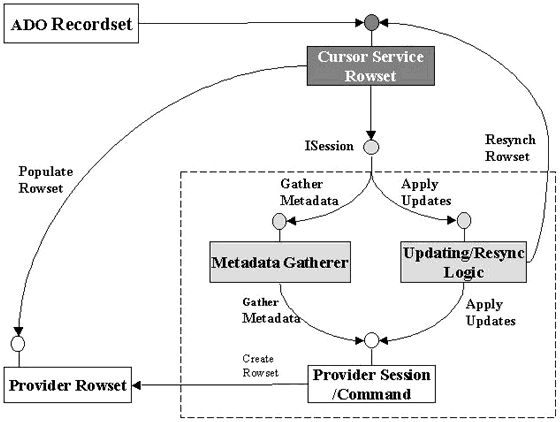 ADO Recordset
Cursor Service
Rowset
ISession
Resynch
Rowset
Populate
Rowset
Gather
Metadata
Apply
Updates
Metadata Gatherer
Updating/Resync
Logic
Gather
Metadata
Apply
Updates
Create
Rowset
Provider Rowset
Provider Session
/Command